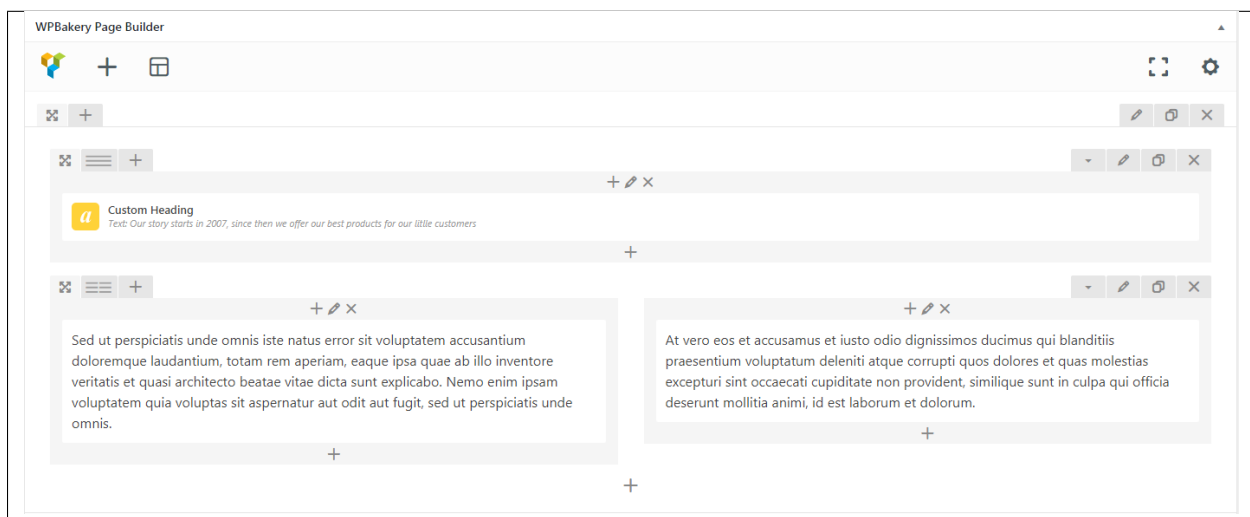 WPBakery Page Builder
Custom Heading
Text: Our story starts in 2007, since then we offer our best products for our little customers
Sed ut perspiciatis unde omnis iste natus error sit voluptatem accusantium
doloremque laudantium, totam rem aperiam, eaque ipsa quae ab illo inventore
veritatis et quasi architecto beatae vitae dicta sunt explicabo. Nemo enim ipsam
voluptatem quia voluptas sit aspernatur aut odit aut fugit, sed ut perspiciatis unde
omnis.
At vero eos et accusamus et iusto odio dignissimos ducimus qui blanditiis
praesentium voluptatum deleniti atque corrupti quos dolores et quas molestias
excepturi sint occaecati cupiditate non provident, similique sunt in culpa qui officia
deserunt mollitia animi, id est laborum et dolorum.